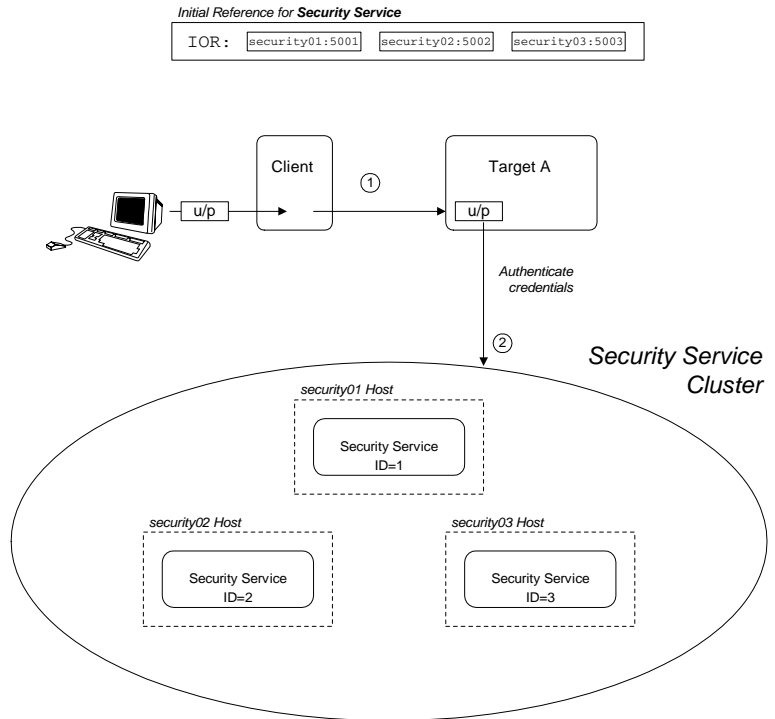 Initial Reference for Security Service
IOR: security01:5001 security02:5002 security03:5003
Client
Target A
1
u/p
u/p
Authenticate
credentials
2
Security Service
Cluster
security01 Host
Security Service
ID=1
security02 Host
security03 Host
Security Service
ID=2
Security Service
ID=3